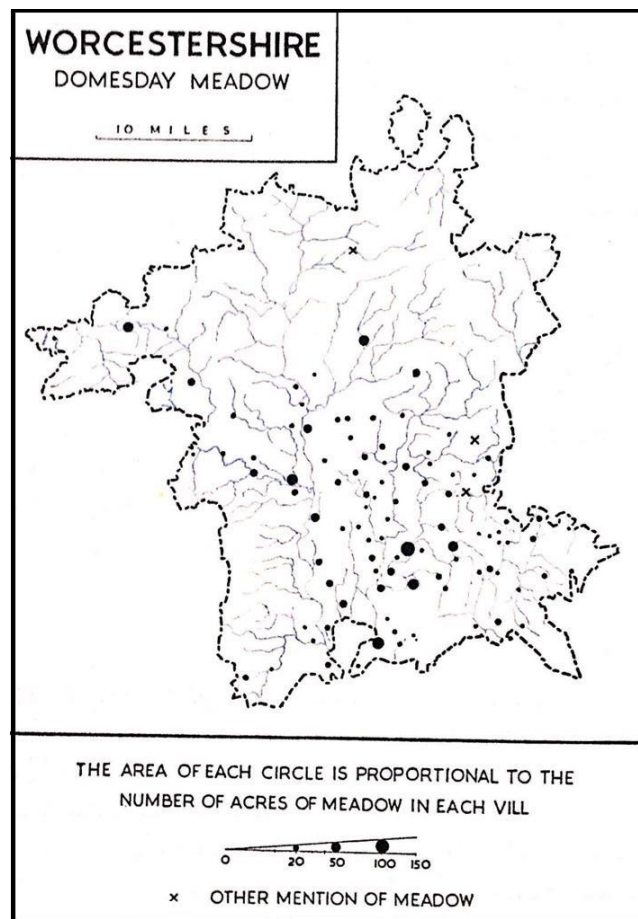 WORCESTERSHIRE
DOMESDAY MEADOW
10 MILES
THE AREA OF EACH CIRCLE IS PROPORTIONAL TO THE
NUMBER OF ACRES OF MEADOW IN EACH VILL
0 20 50 100 150
x OTHER MENTION OF MEADOW